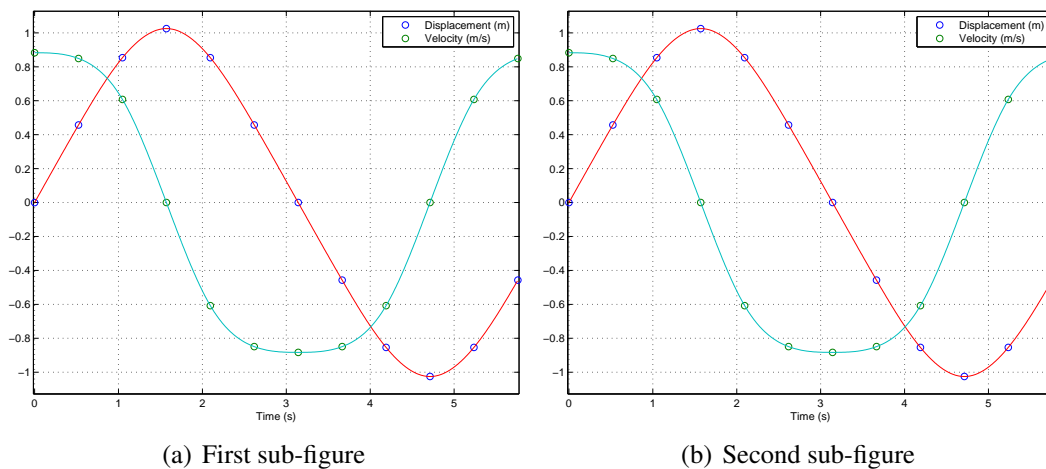 Displacement (m)
Velocity (m/s)
1
0.8
0.6
0.4
0.2
0
−0.2
−0.4
−0.6
−0.8
−1
0 1 2 3 4 5
Time (s)
(a) First sub-figure
Displacement (m)
Velocity (m/s)
1
0.8
0.6
0.4
0.2
0
−0.2
−0.4
−0.6
−0.8
−1
0 1 2 3 4 5
Time (s)
(b) Second sub-figure